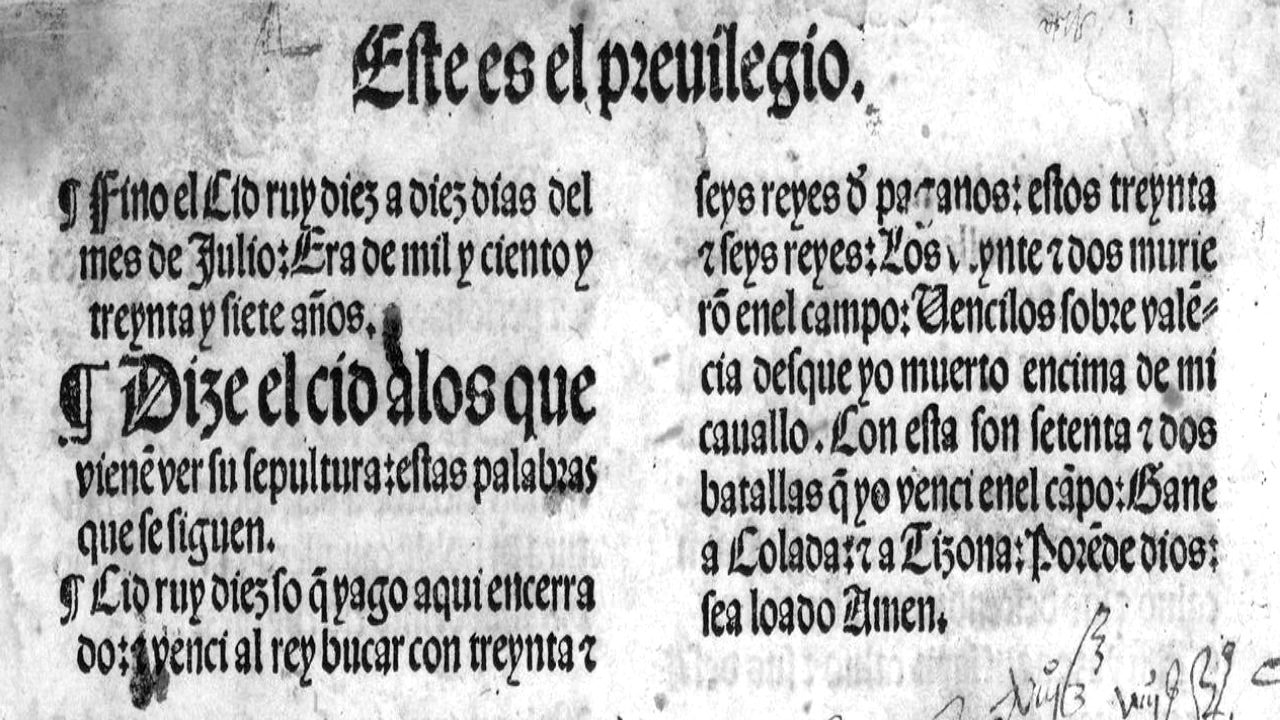 Este es el preuilegio.
¶ Fino el Cid ruy diez a diez dias del
mes de Julio: Era de mil y ciento y
treynta y siete años.
¶ Dize el cid alos que
vienē ver su sepultura: estas palabras
que se siguen.
¶ Cid ruy diez so q̄ yago aqui encerra
do: y venci al rey bucar con treynta ⁊
seys reyes d̄ paganos: estos treynta
⁊ seys reyes: Los ynte ⁊ dos murie
rō enel campo: Vencilos sobre valē⸗
cia desque yo muerto encima de mi
cauallo. Con esta son setenta ⁊ dos
batallas q̄ yo venci enel cāpo: Gane
a Colada: ⁊ a Tizona: Porēde dios:
sea loado Amen.